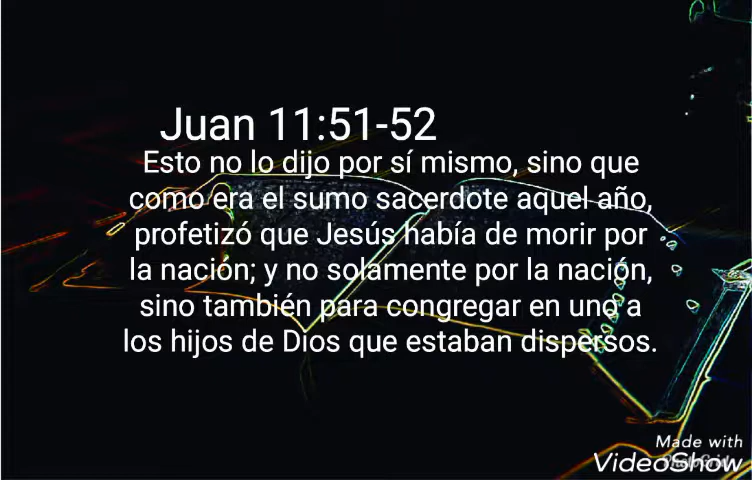 Juan 11:51-52
Esto no lo dijo por sí mismo, sino que
como era el sumo sacerdote aquel año,
profetizó que Jesús había de morir por
la nación; y no solamente por la nación,
sino también para congregar en uno a
los hijos de Dios que estaban dispersos.
Made with
VideoShow
PhotoGrid